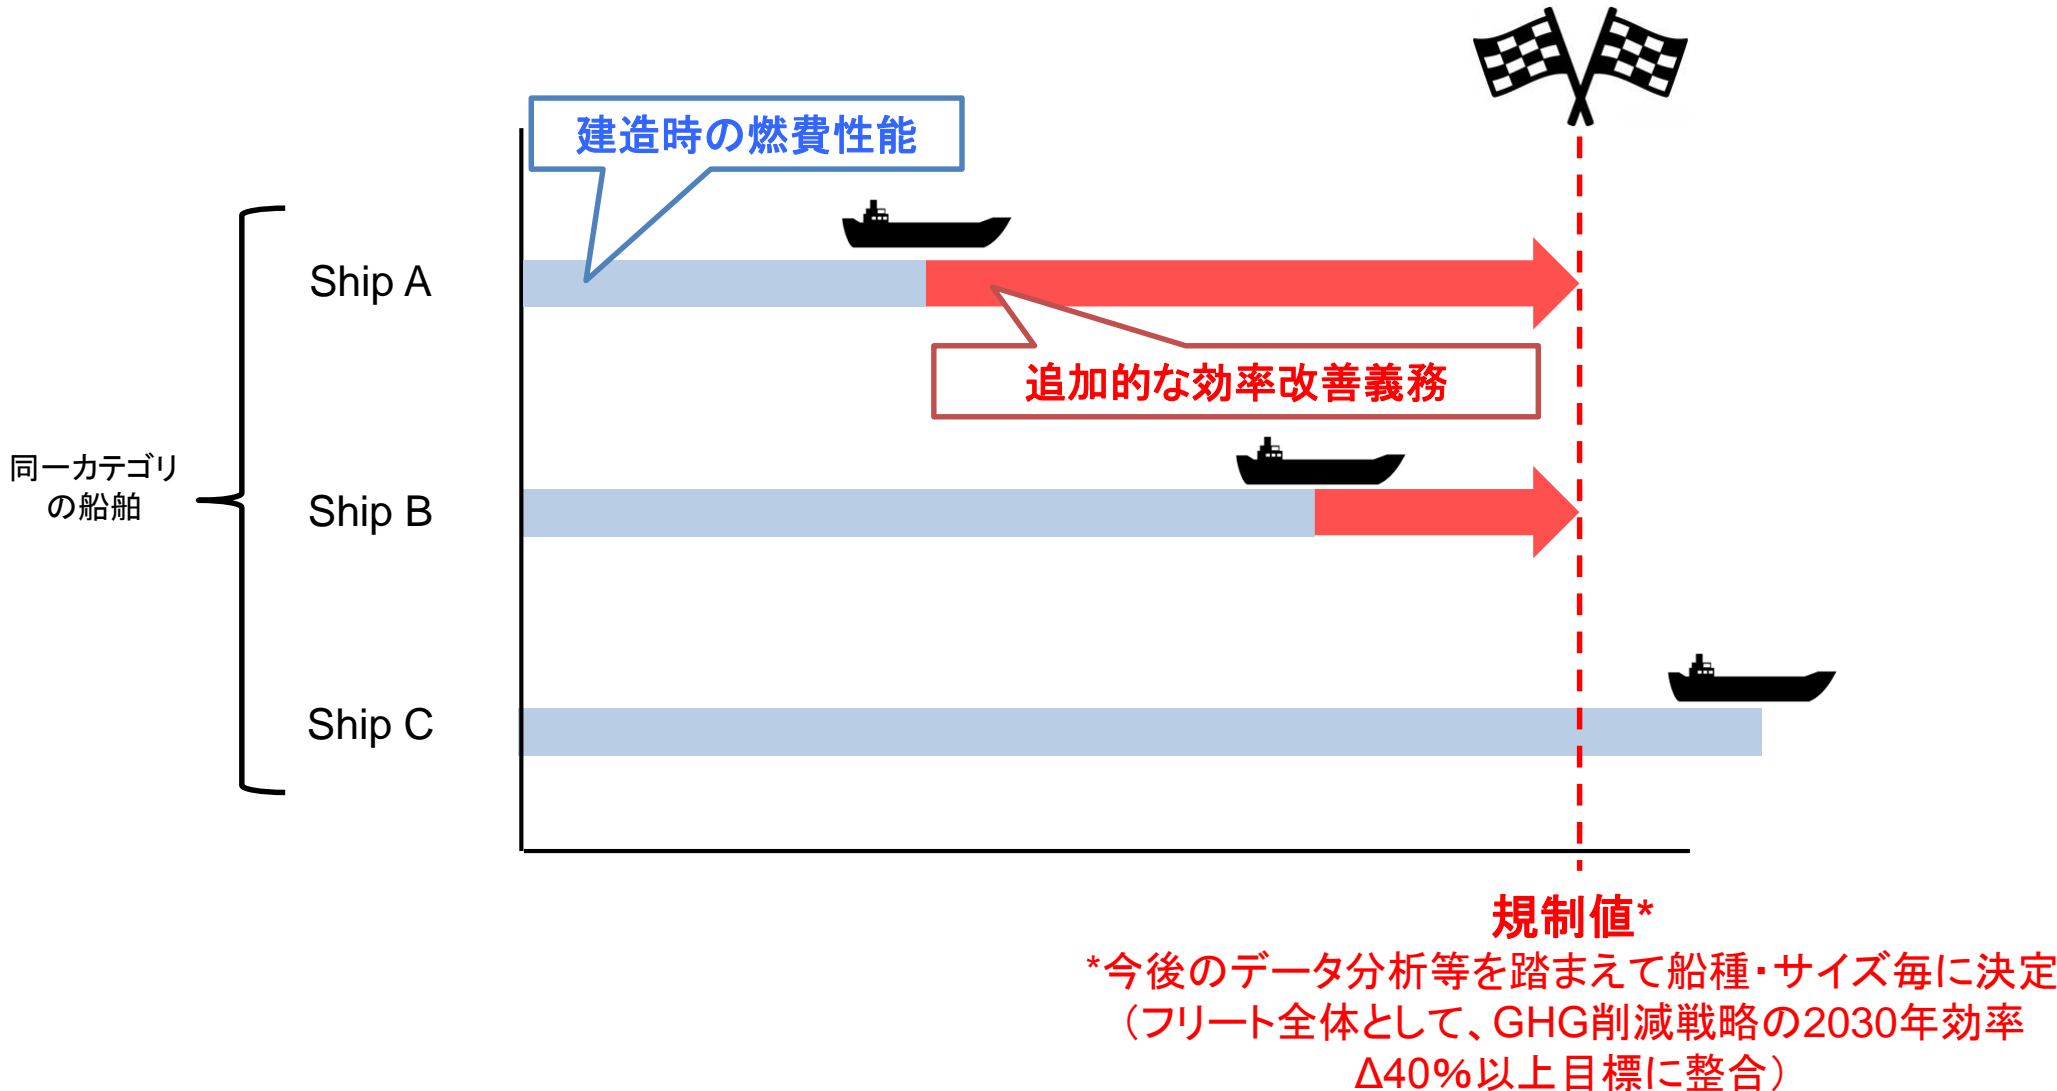 建造時の燃費性能
Ship A
追加的な効率改善義務
同一カテゴリ
の船舶
Ship B
Ship C
規制値*
*今後のデータ分析等を踏まえて船種・サイズ毎に決定
（フリート全体として、GHG削減戦略の2030年効率
Δ40%以上目標に整合）